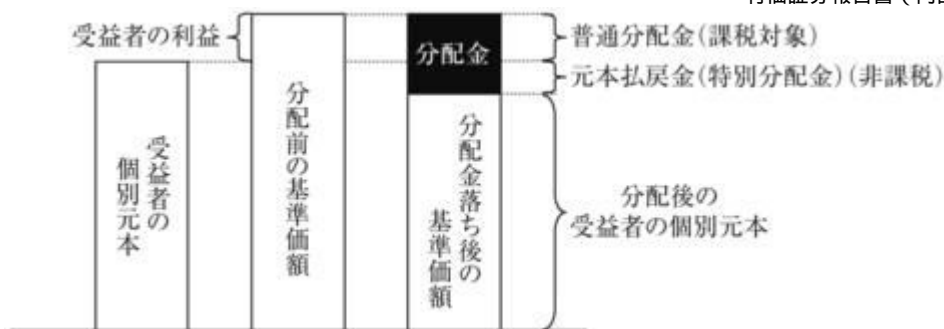 受益者の利益
分配金
普通分配金(課税対象)
元本払戻金(特別分配金)(非課税)
受益者の
個別元本
分配前の基準価額
分配金落ち後の
基準価額
分配後の
受益者の個別元本